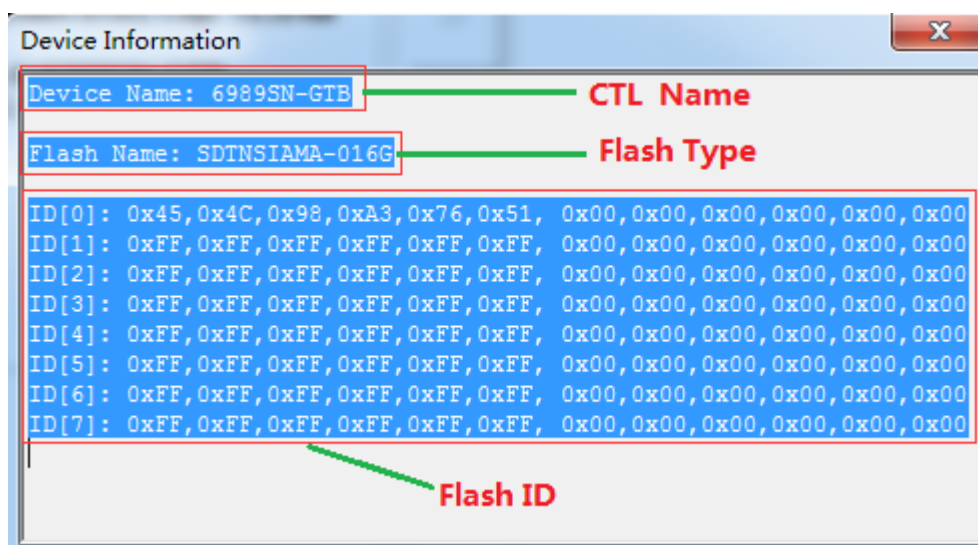 Device Information
x
Device Name: 6989SN-GTB
CTL Name
Flash Name: SDTNSIAMA-016G
Flash Type
ID[0]: 0x45,0x4C,0x98,0xA3,0x76,0x51, 0x00,0x00,0x00,0x00,0x00,0x00
ID[1]: 0xFF,0xFF,0xFF,0xFF,0xFF,0xFF, 0x00,0x00,0x00,0x00,0x00,0x00
ID[2]: 0xFF,0xFF,0xFF,0xFF,0xFF,0xFF, 0x00,0x00,0x00,0x00,0x00,0x00
ID[3]: 0xFF,0xFF,0xFF,0xFF,0xFF,0xFF, 0x00,0x00,0x00,0x00,0x00,0x00
ID[4]: 0xFF,0xFF,0xFF,0xFF,0xFF,0xFF, 0x00,0x00,0x00,0x00,0x00,0x00
ID[5]: 0xFF,0xFF,0xFF,0xFF,0xFF,0xFF, 0x00,0x00,0x00,0x00,0x00,0x00
ID[6]: 0xFF,0xFF,0xFF,0xFF,0xFF,0xFF, 0x00,0x00,0x00,0x00,0x00,0x00
ID[7]: 0xFF,0xFF,0xFF,0xFF,0xFF,0xFF, 0x00,0x00,0x00,0x00,0x00,0x00
Flash ID